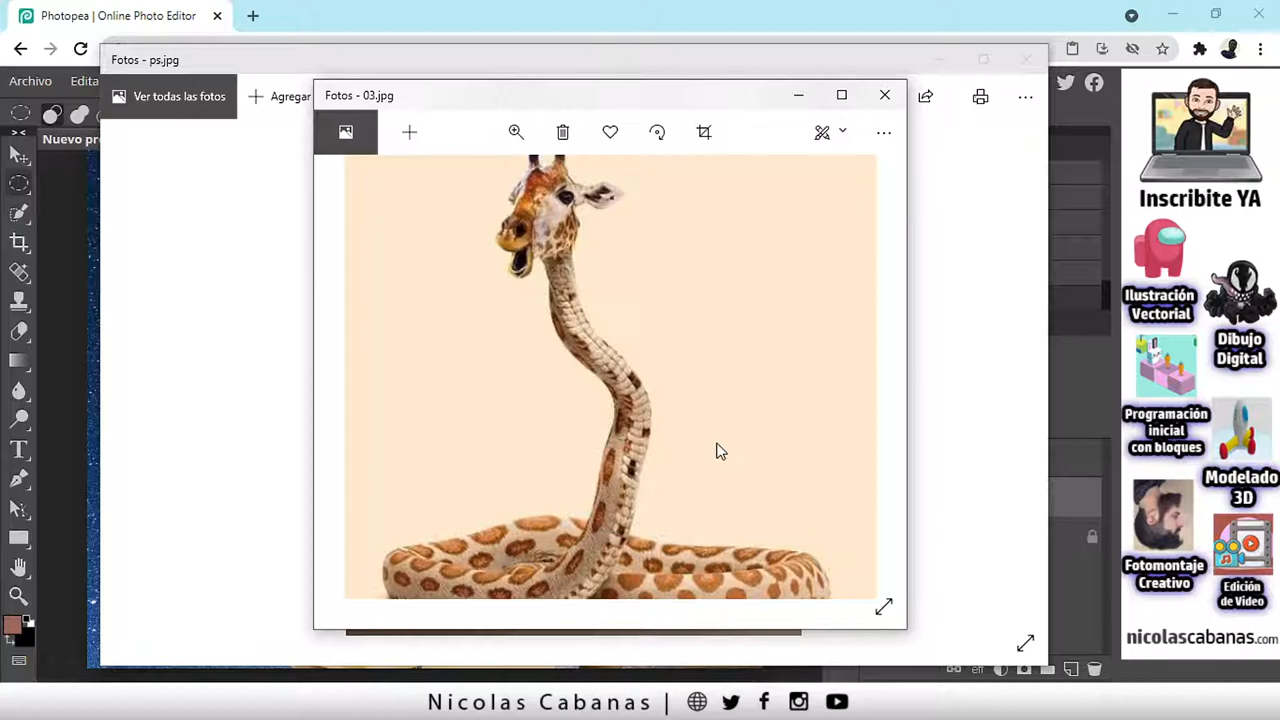 Photopea | Online Photo Editor
Fotos - ps.jpg
Archivo
Edita
Ver todas las fotos
Agregar
Fotos - 03.jpg
Nuevo pr
Inscribite YA
Ilustración
Vectorial
Dibujo
Digital
Programación
inicial
con bloques
Modelado
3D
Fotomontaje
Creativo
Edición
de Video
nicolascabanas.com
eff
Nicolas Cabanas |